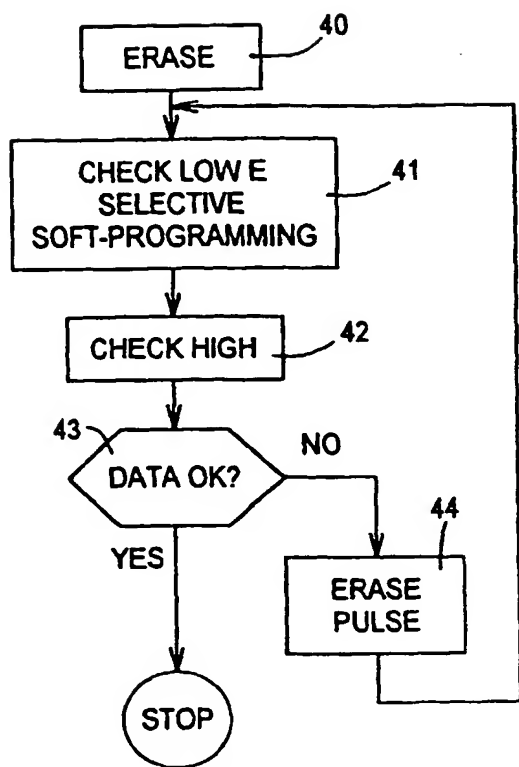 40
ERASE
CHECK LOW E
SELECTIVE
SOFT-PROGRAMMING
41
CHECK HIGH
42
43
DATA OK?
NO
YES
44
ERASE
PULSE
STOP